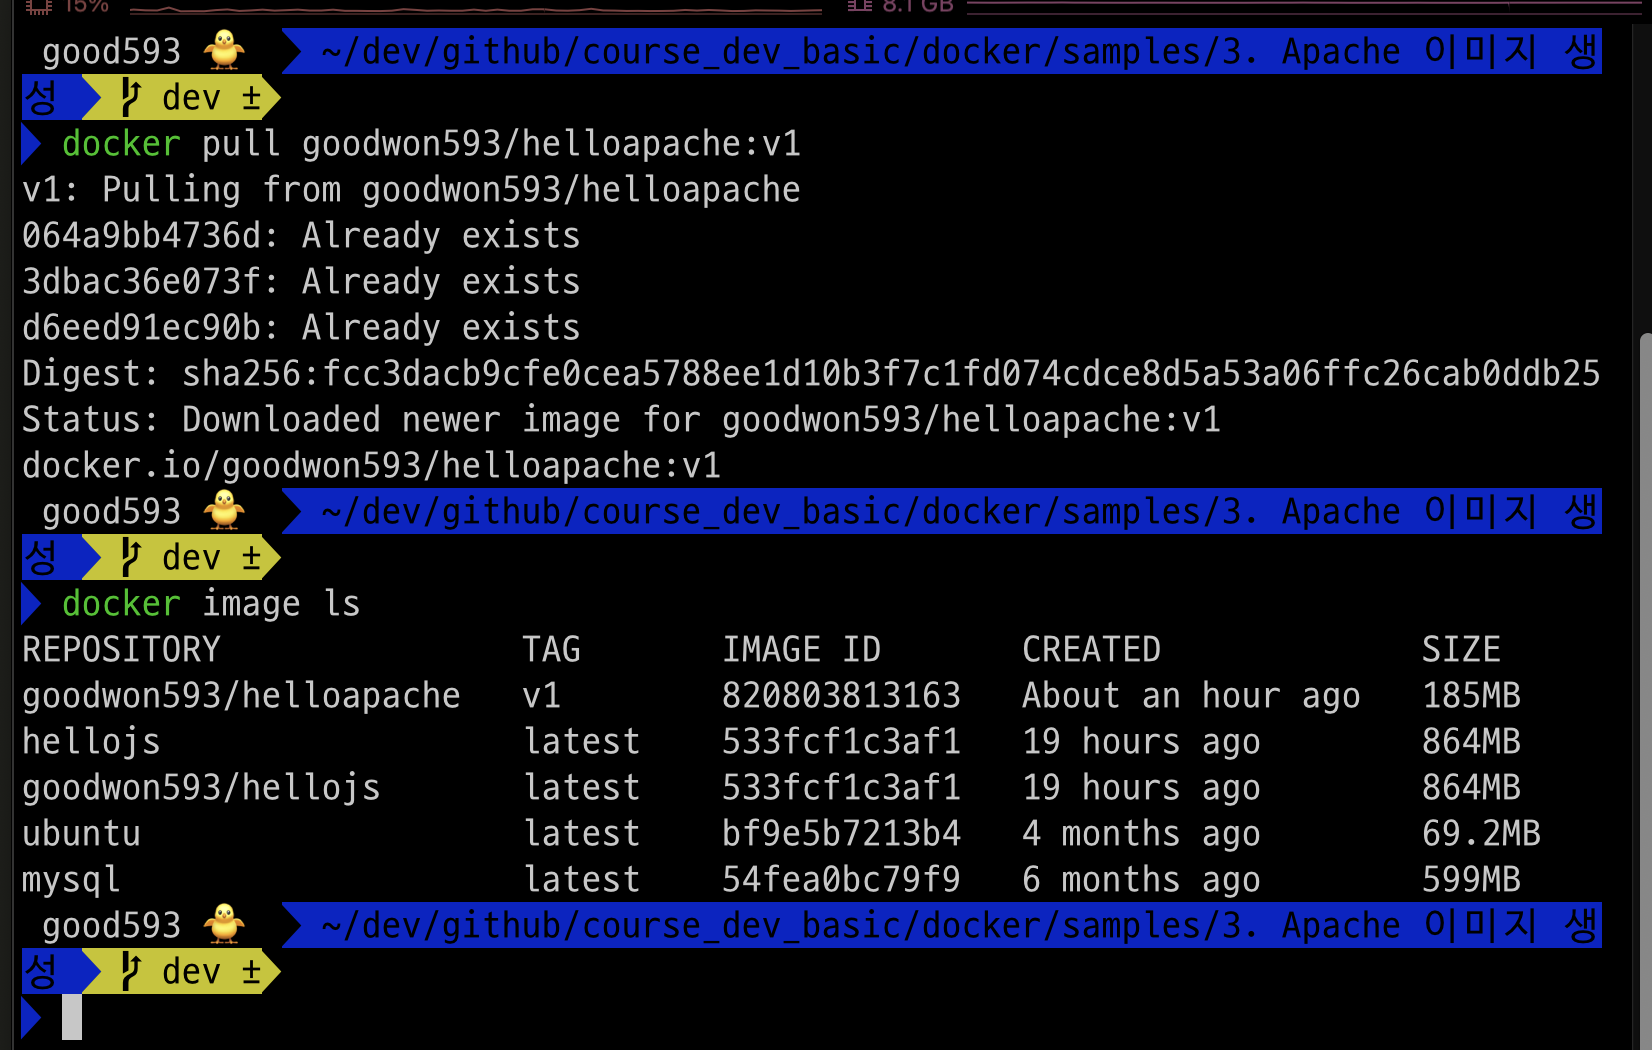 15% 8.1 GB
good593 🐥 ~/dev/github/course_dev_basic/docker/samples/3. Apache 이미지 생
성 dev ±
docker pull goodwon593/helloapache:v1
v1: Pulling from goodwon593/helloapache
064a9bb4736d: Already exists
3dbac36e073f: Already exists
d6eed91ec90b: Already exists
Digest: sha256:fcc3dacb9cfe0cea5788ee1d10b3f7c1fd074cdce8d5a53a06ffc26cab0ddb25
Status: Downloaded newer image for goodwon593/helloapache:v1
docker.io/goodwon593/helloapache:v1
good593 🐥 ~/dev/github/course_dev_basic/docker/samples/3. Apache 이미지 생
성 dev ±
docker image ls
REPOSITORY TAG IMAGE ID CREATED SIZE
goodwon593/helloapache v1 820803813163 About an hour ago 185MB
hellojs latest 533fcf1c3af1 19 hours ago 864MB
goodwon593/hellojs latest 533fcf1c3af1 19 hours ago 864MB
ubuntu latest bf9e5b7213b4 4 months ago 69.2MB
mysql latest 54fea0bc79f9 6 months ago 599MB
good593 🐥 ~/dev/github/course_dev_basic/docker/samples/3. Apache 이미지 생
성 dev ±